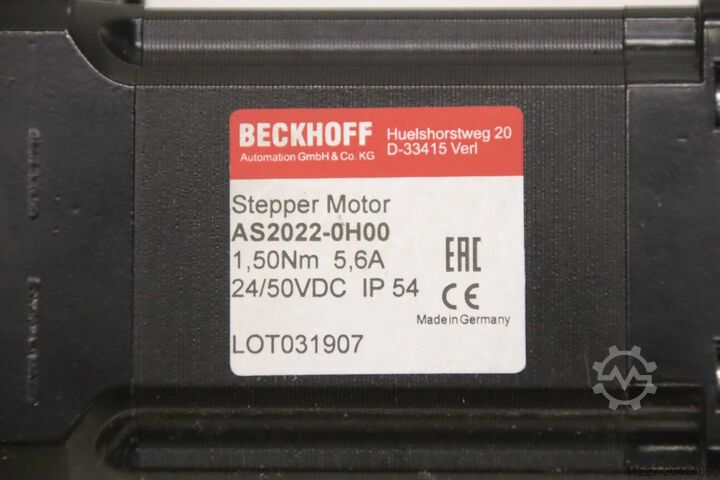 BECKHOFF
Automation GmbH & Co. KG
Huelshorstweg 20
D-33415 Verl
Stepper Motor
AS2022-0H00
1,50Nm 5,6A
24/50VDC IP 54
EAC
CE
Made in Germany
LOT031907